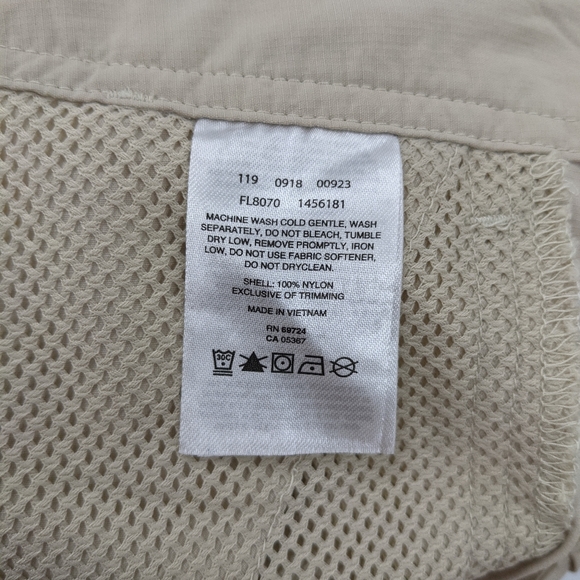 119 0918 00923
FL8070 1456181
MACHINE WASH COLD GENTLE, WASH
SEPARATELY, DO NOT BLEACH, TUMBLE
DRY LOW, REMOVE PROMPTLY, IRON
LOW, DO NOT USE FABRIC SOFTENER,
DO NOT DRYCLEAN.
SHELL: 100% NYLON
EXCLUSIVE OF TRIMMING
MADE IN VIETNAM
RN 69724
CA 05367
30C